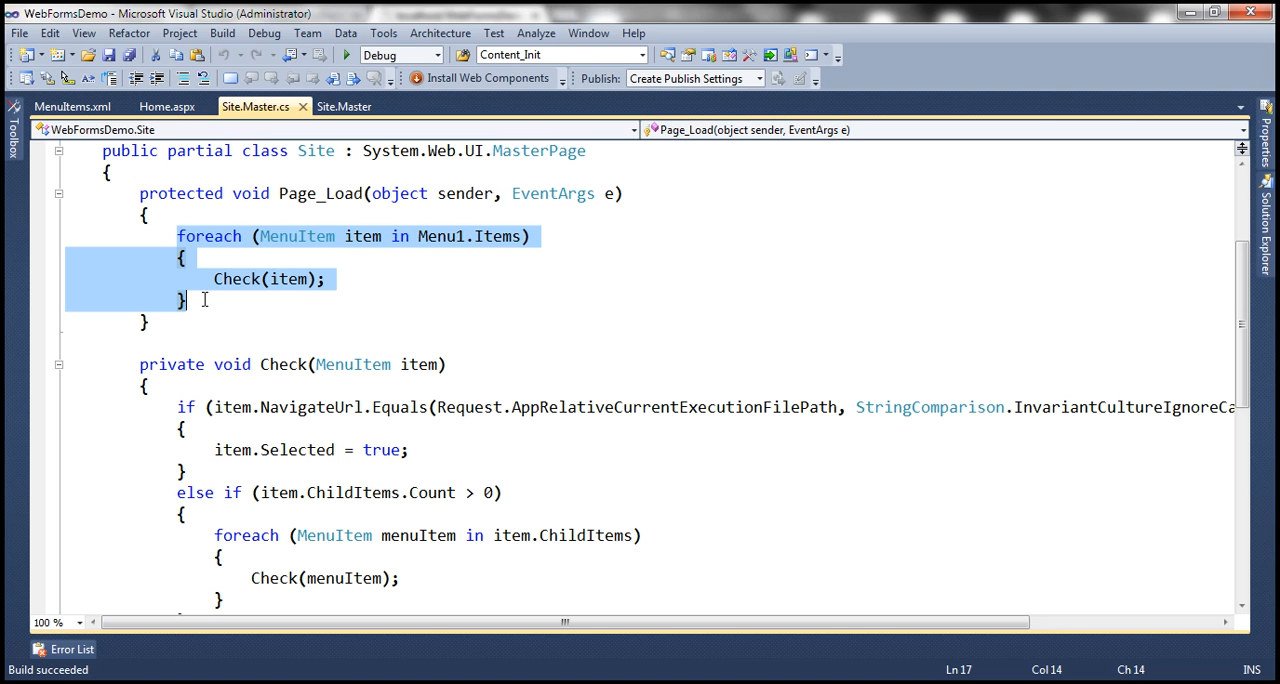 WebFormsDemo - Microsoft Visual Studio (Administrator)
File Edit View Refactor Project Build Debug Team Data Tools Architecture Test Analyze Window Help
Debug Content_Init
Install Web Components Publish: Create Publish Settings
MenuItems.xml Home.aspx Site.Master.cs Site.Master
WebFormsDemo.Site Page_Load(object sender, EventArgs e)
Toolbox
Properties
Solution Explorer
public partial class Site : System.Web.UI.MasterPage
{
protected void Page_Load(object sender, EventArgs e)
{
foreach (MenuItem item in Menu1.Items)
{
Check(item);
}
}
private void Check(MenuItem item)
{
if (item.NavigateUrl.Equals(Request.AppRelativeCurrentExecutionFilePath, StringComparison.InvariantCultureIgnoreCa
{
item.Selected = true;
}
else if (item.ChildItems.Count > 0)
{
foreach (MenuItem menuItem in item.ChildItems)
{
Check(menuItem);
}
100 %
Error List
Build succeeded Ln 17 Col 14 Ch 14 INS